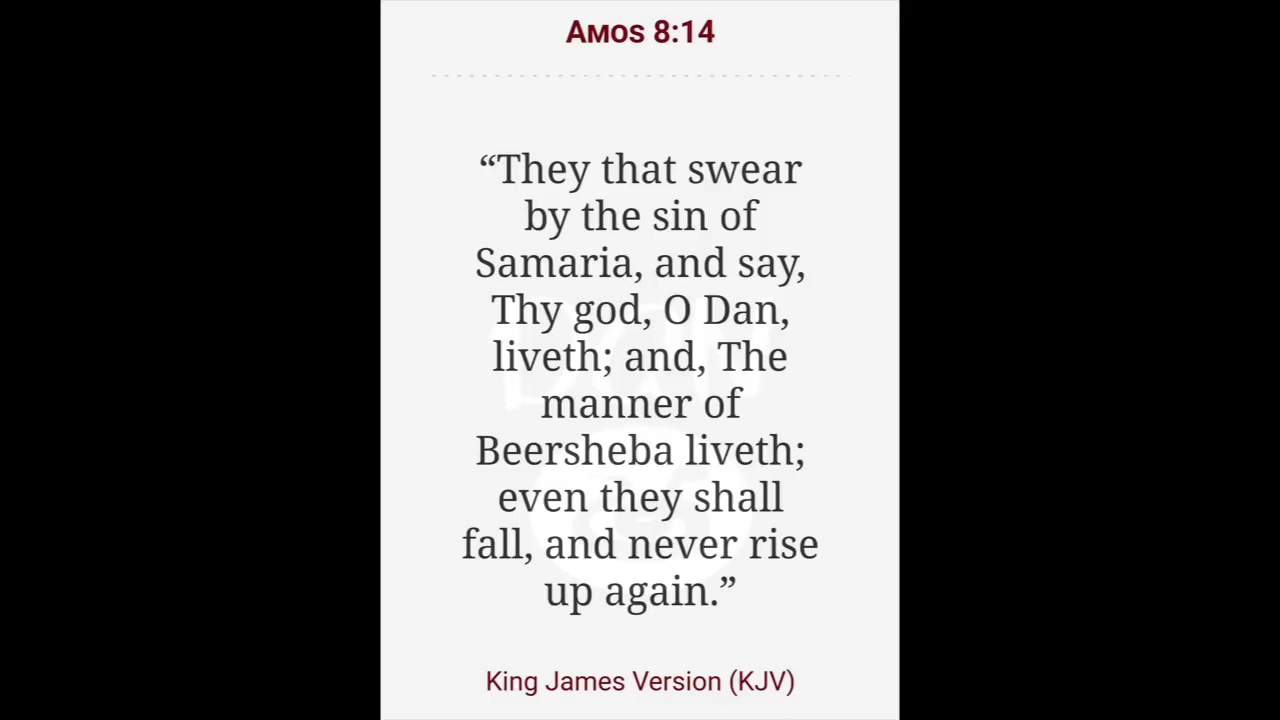 Amos 8:14
“They that swear
by the sin of
Samaria, and say,
Thy god, O Dan,
liveth; and, The
manner of
Beersheba liveth;
even they shall
fall, and never rise
up again.”
King James Version (KJV)